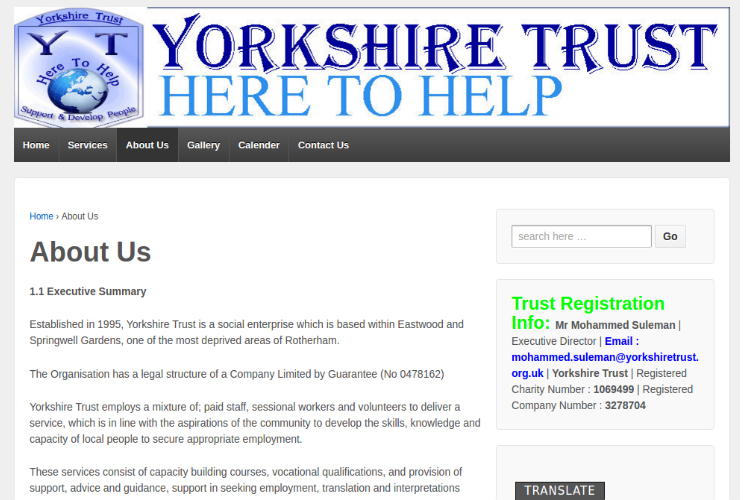 Yorkshire Trust
Y T
Here To Help
Support & Develop People
YORKSHIRE TRUST
HERE TO HELP
Home Services About Us Gallery Calender Contact Us
Home › About Us
About Us
1.1 Executive Summary
Established in 1995, Yorkshire Trust is a social enterprise which is based within Eastwood and
Springwell Gardens, one of the most deprived areas of Rotherham.
The Organisation has a legal structure of a Company Limited by Guarantee (No 0478162)
Yorkshire Trust employs a mixture of; paid staff, sessional workers and volunteers to deliver a
service, which is in line with the aspirations of the community to develop the skills, knowledge and
capacity of local people to secure appropriate employment.
These services consist of capacity building courses, vocational qualifications, and provision of
support, advice and guidance, support in seeking employment, translation and interpretations
search here … Go
Trust Registration
Info: Mr Mohammed Suleman |
Executive Director | Email :
mohammed.suleman@yorkshiretrust.
org.uk | Yorkshire Trust | Registered
Charity Number : 1069499 | Registered
Company Number : 3278704
TRANSLATE